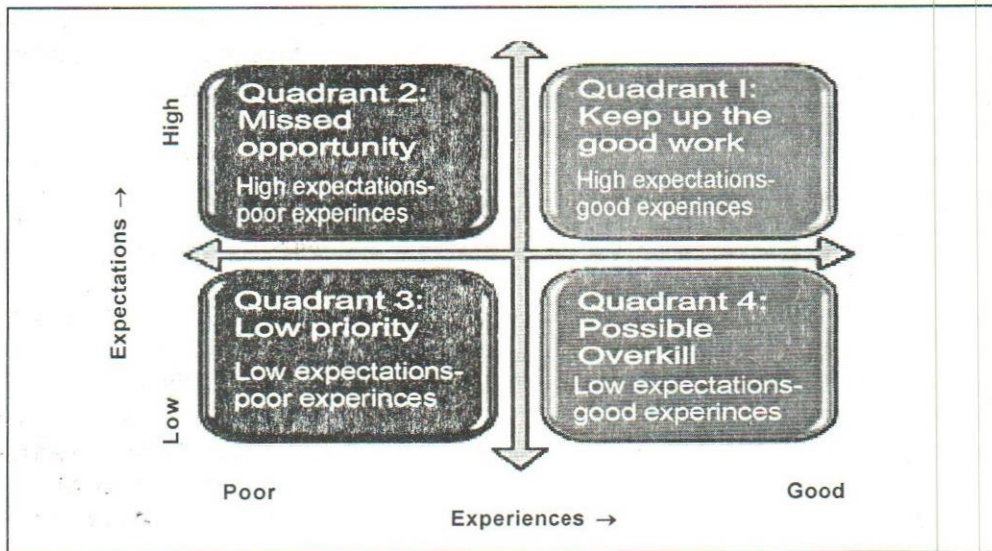 High
Quadrant 2:
Missed
opportunity
High expectations-
poor experinces
Quadrant I:
Keep up the
good work
High expectations-
good experinces
Expectations →
Quadrant 3:
Low priority
Low expectations-
poor experinces
Quadrant 4:
Possible
Overkill
Low expectations-
good experinces
Low
Poor
Good
Experiences →